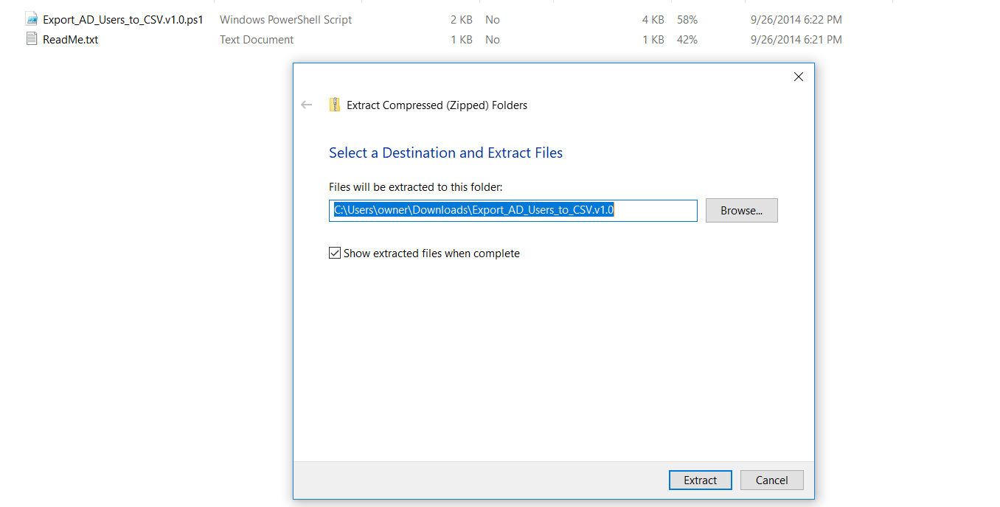 Export_AD_Users_to_CSV.v1.0.ps1 Windows PowerShell Script 2 KB No 4 KB 58% 9/26/2014 6:22 PM
ReadMe.txt Text Document 1 KB No 1 KB 42% 9/26/2014 6:21 PM
Extract Compressed (Zipped) Folders
Select a Destination and Extract Files
Files will be extracted to this folder:
C:\Users\owner\Downloads\Export_AD_Users_to_CSV.v1.0 Browse...
Show extracted files when complete
Extract Cancel